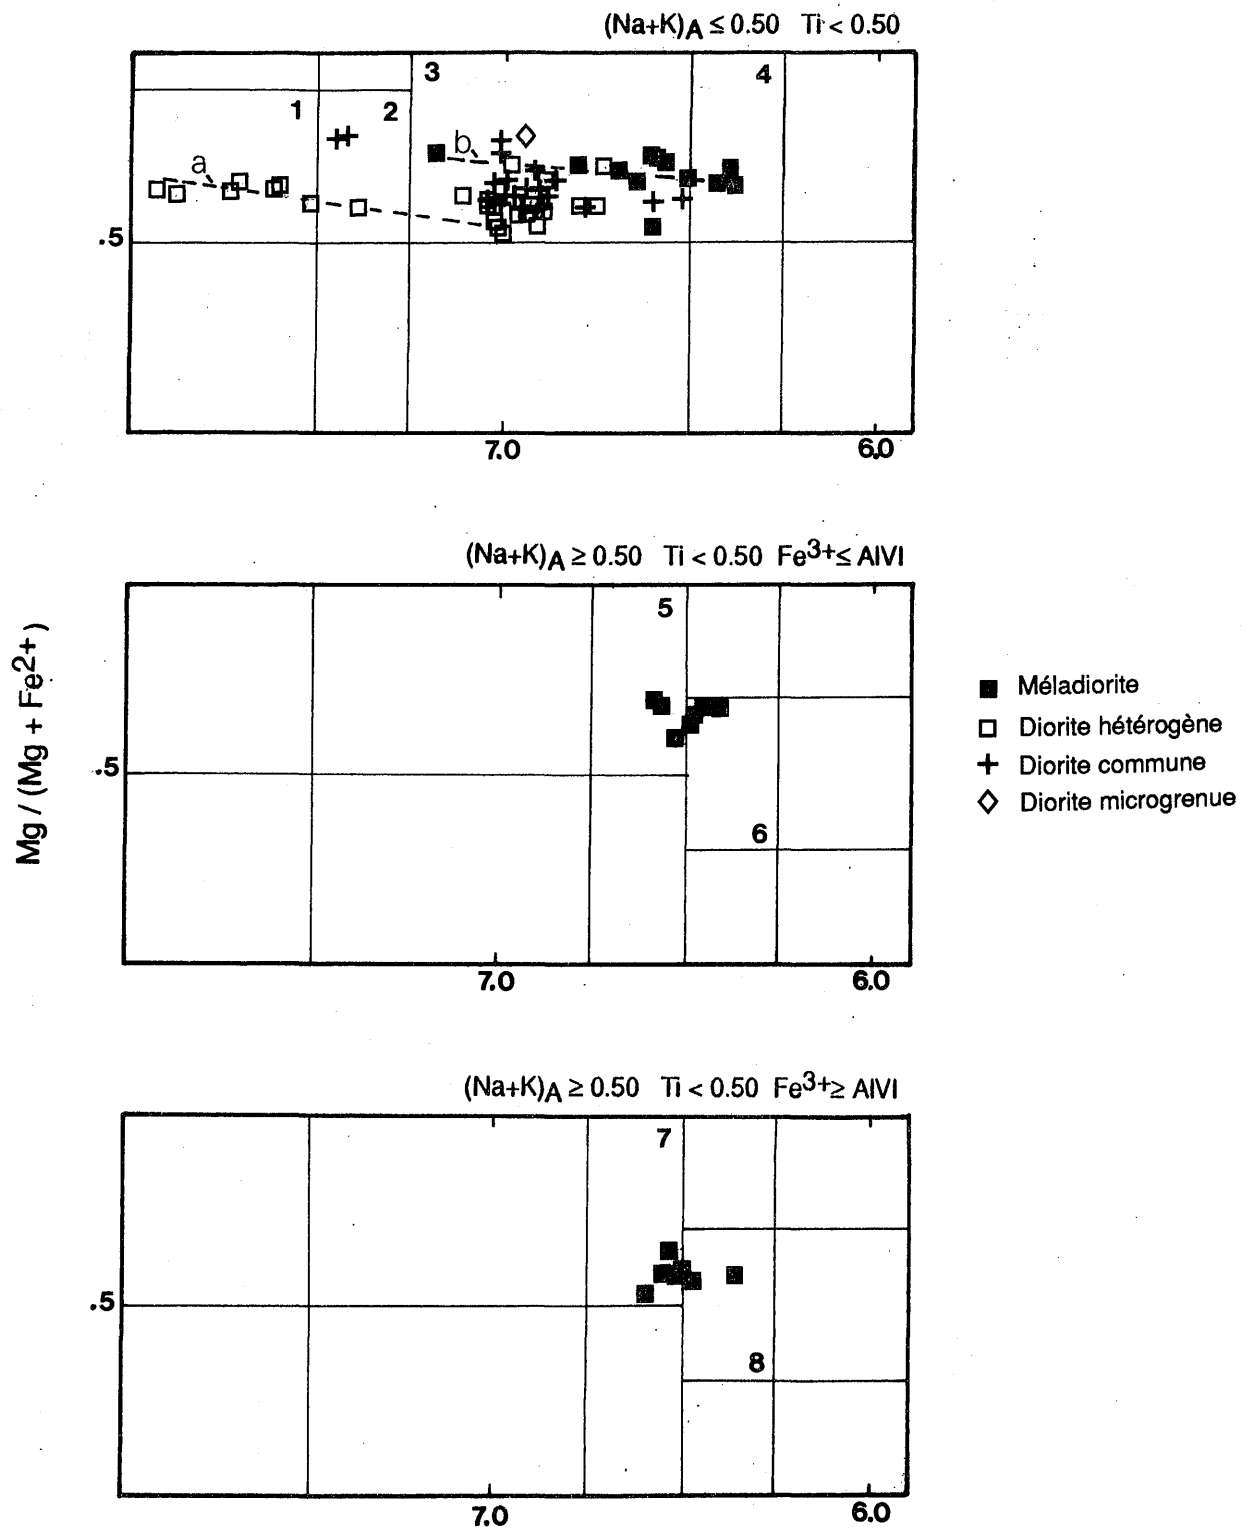 (Na+K)A ≤ 0.50 Ti < 0.50
3
4
1
2
b
a
.5
7.0
6.0
(Na+K)A ≥ 0.50 Ti < 0.50 Fe3+≤ AlVI
5
Mg / (Mg + Fe2+)
.5
6
7.0
6.0
Méladiorite
Diorite hétérogène
Diorite commune
Diorite microgrenue
(Na+K)A ≥ 0.50 Ti < 0.50 Fe3+≥ AlVI
7
.5
8
7.0
6.0